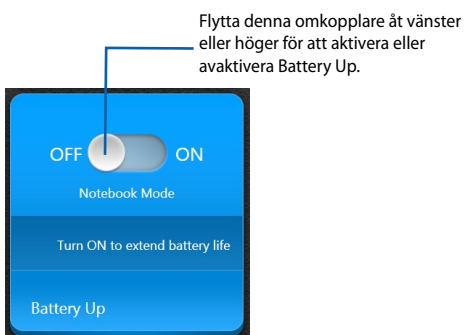 Flytta denna omkopplare åt vänster
eller höger för att aktivera eller
avaktivera Battery Up.
OFF ON
Notebook Mode
Turn ON to extend battery life
Battery Up